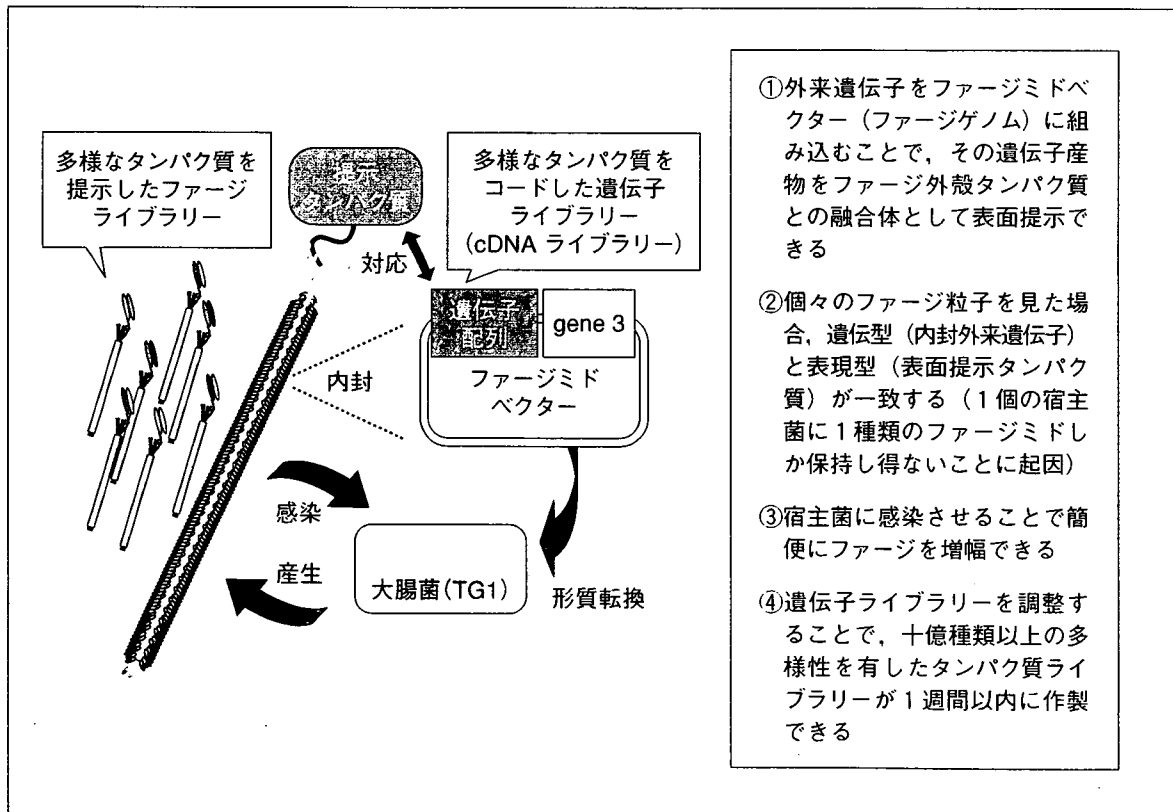 多様なタンパク質を
提示したファージ
ライブラリー
提示
タンパク質
多様なタンパク質を
コードした遺伝子
ライブラリー
(cDNA ライブラリー)
対応
遺伝子
配列
gene 3
ファージミド
ベクター
内封
感染
産生
大腸菌(TG1)
形質転換
①外来遺伝子をファージミドベ
クター（ファージゲノム）に組
み込むことで，その遺伝子産
物をファージ外殻タンパク質
との融合体として表面提示で
きる
②個々のファージ粒子を見た場
合，遺伝型（内封外来遺伝子）
と表現型（表面提示タンパク
質）が一致する（1個の宿主
菌に1種類のファージミドし
か保持し得ないことに起因）
③宿主菌に感染させることで簡
便にファージを増幅できる
④遺伝子ライブラリーを調整す
ることで，十億種類以上の多
様性を有したタンパク質ライ
ブラリーが1週間以内に作製
できる